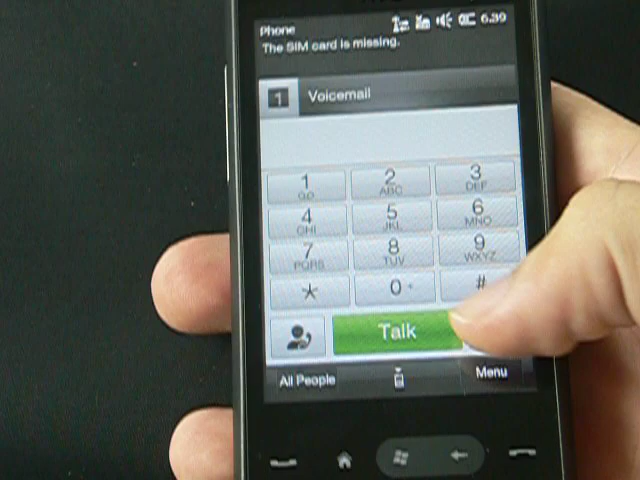 Phone 6:39
The SIM card is missing.
1 Voicemail
1 2 ABC 3 DEF
4 GHI 5 JKL 6 MNO
7 PQRS 8 TUV 9 WXYZ
* 0 + #
Talk
All People Menu